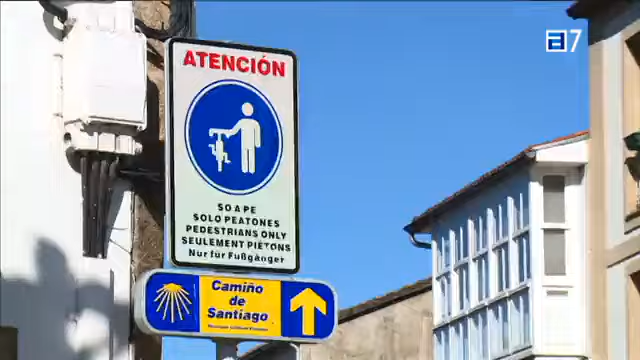 a7
ATENCIÓN
SO A PE
SOLO PEATONES
PEDESTRIANS ONLY
SEULEMENT PIÉTONS
Nur für Fußgänger
Camiño
de
Santiago